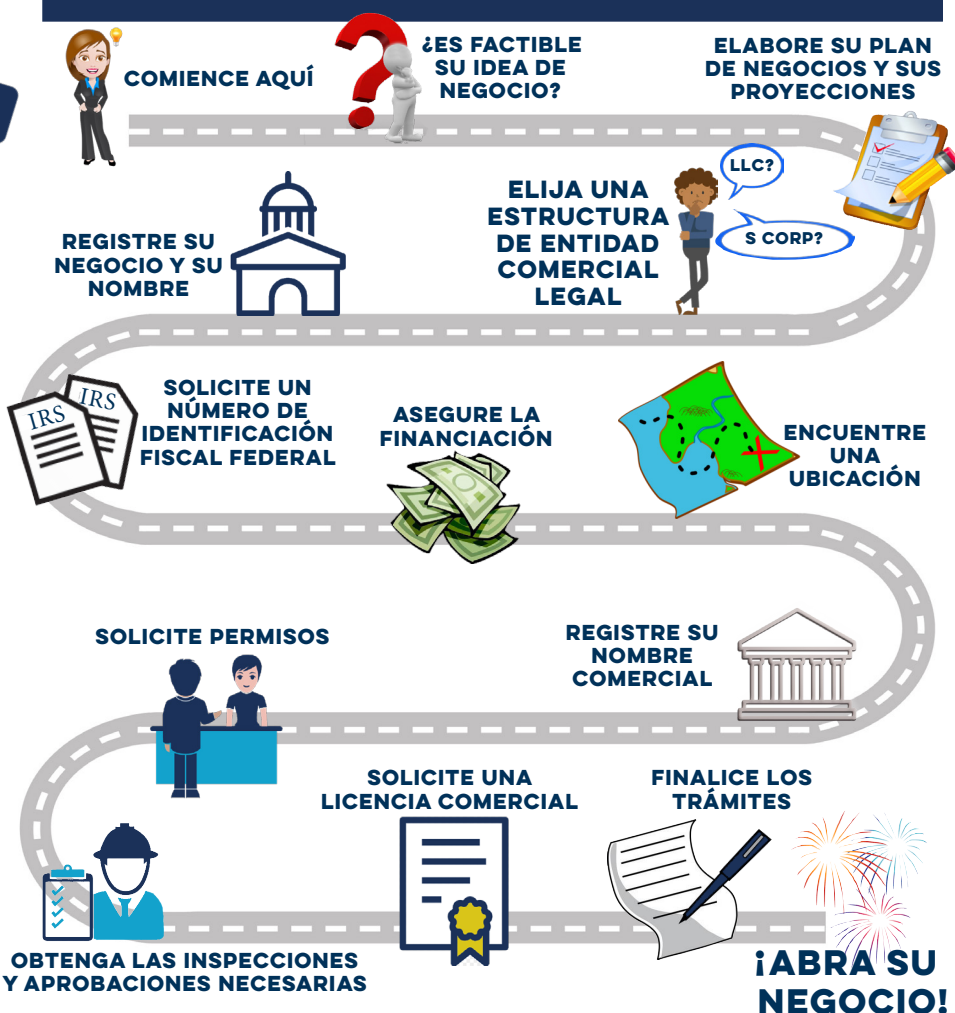 COMIENCE AQUÍ
¿ES FACTIBLE
SU IDEA DE
NEGOCIO?
ELABORE SU PLAN
DE NEGOCIOS Y SUS
PROYECCIONES
LLC?
S CORP?
ELIJA UNA
ESTRUCTURA
DE ENTIDAD
COMERCIAL
LEGAL
REGISTRE SU
NEGOCIO Y SU
NOMBRE
IRS
IRS
SOLICITE UN
NÚMERO DE
IDENTIFICACIÓN
FISCAL FEDERAL
ASEGURE LA
FINANCIACIÓN
ENCUENTRE
UNA
UBICACIÓN
REGISTRE SU
NOMBRE
COMERCIAL
SOLICITE PERMISOS
OBTENGA LAS INSPECCIONES
Y APROBACIONES NECESARIAS
SOLICITE UNA
LICENCIA COMERCIAL
FINALICE LOS
TRÁMITES
¡ABRA SU
NEGOCIO!